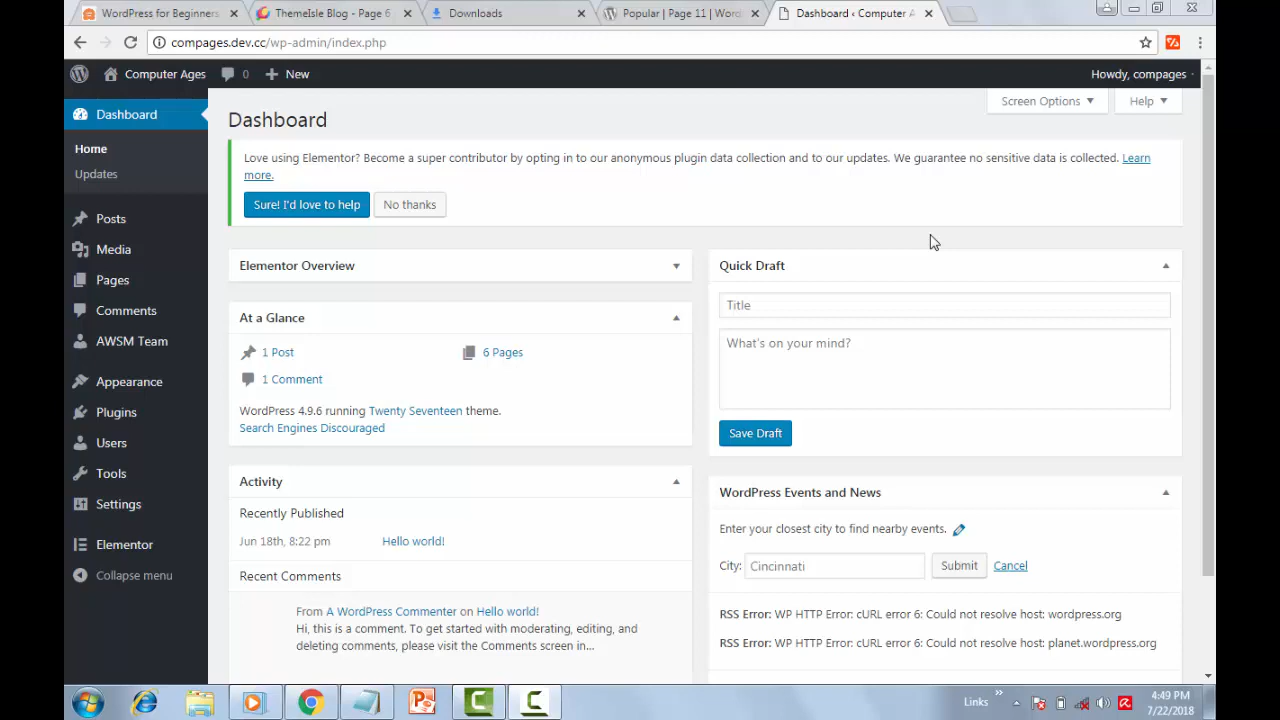 WordPress for Beginners
ThemeIsle Blog - Page 6
Downloads
Popular | Page 11 | Word
Dashboard ‹ Computer A
compages.dev.cc/wp-admin/index.php
Computer Ages
0
New
Howdy, compages
Dashboard
Home
Updates
Posts
Media
Pages
Comments
AWSM Team
Appearance
Plugins
Users
Tools
Settings
Elementor
Collapse menu
Screen Options
Help
Dashboard
Love using Elementor? Become a super contributor by opting in to our anonymous plugin data collection and to our updates. We guarantee no sensitive data is collected. Learn
more.
Sure! I'd love to help
No thanks
Elementor Overview
At a Glance
1 Post
6 Pages
1 Comment
WordPress 4.9.6 running Twenty Seventeen theme.
Search Engines Discouraged
Activity
Recently Published
Jun 18th, 8:22 pm
Hello world!
Recent Comments
From A WordPress Commenter on Hello world!
Hi, this is a comment. To get started with moderating, editing, and
deleting comments, please visit the Comments screen in...
Quick Draft
Title
What's on your mind?
Save Draft
WordPress Events and News
Enter your closest city to find nearby events.
City:
Cincinnati
Submit
Cancel
RSS Error: WP HTTP Error: cURL error 6: Could not resolve host: wordpress.org
RSS Error: WP HTTP Error: cURL error 6: Could not resolve host: planet.wordpress.org
Links
4:49 PM
7/22/2018